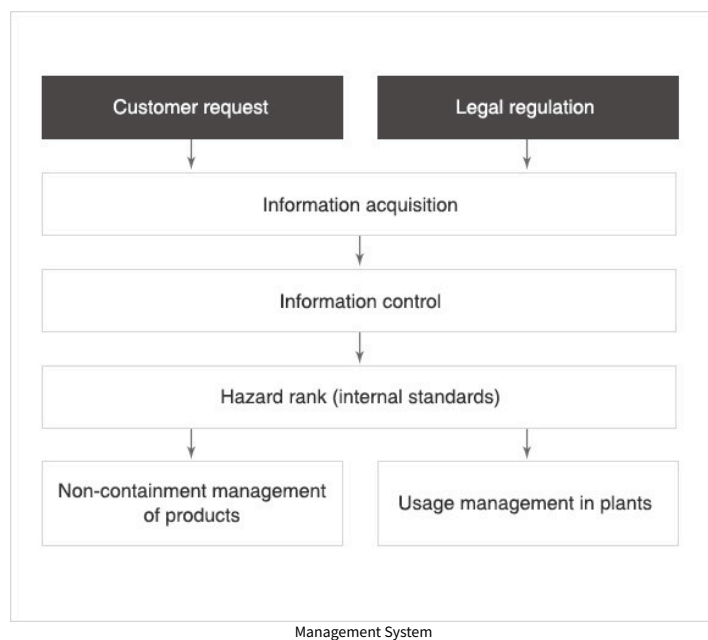 Customer request
Legal regulation
Information acquisition
Information control
Hazard rank (internal standards)
Non-containment management
of products
Usage management in plants
Management System